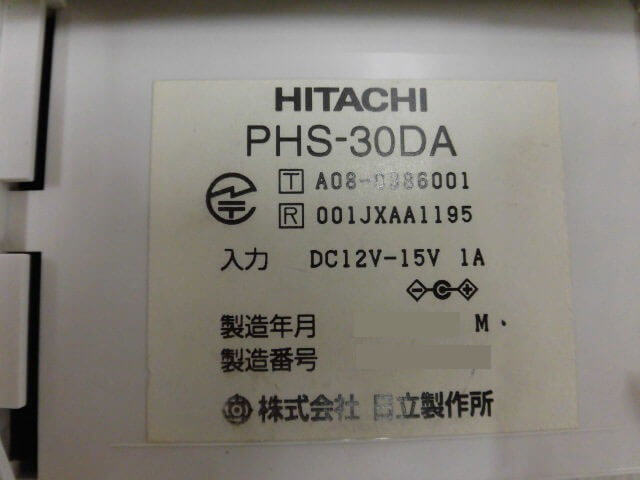 HITACHI
PHS-30DA
T A08-0386001
R 001JXAA1195
入力 DC12V-15V 1A
製造年月 M.
製造番号
株式会社 日立製作所